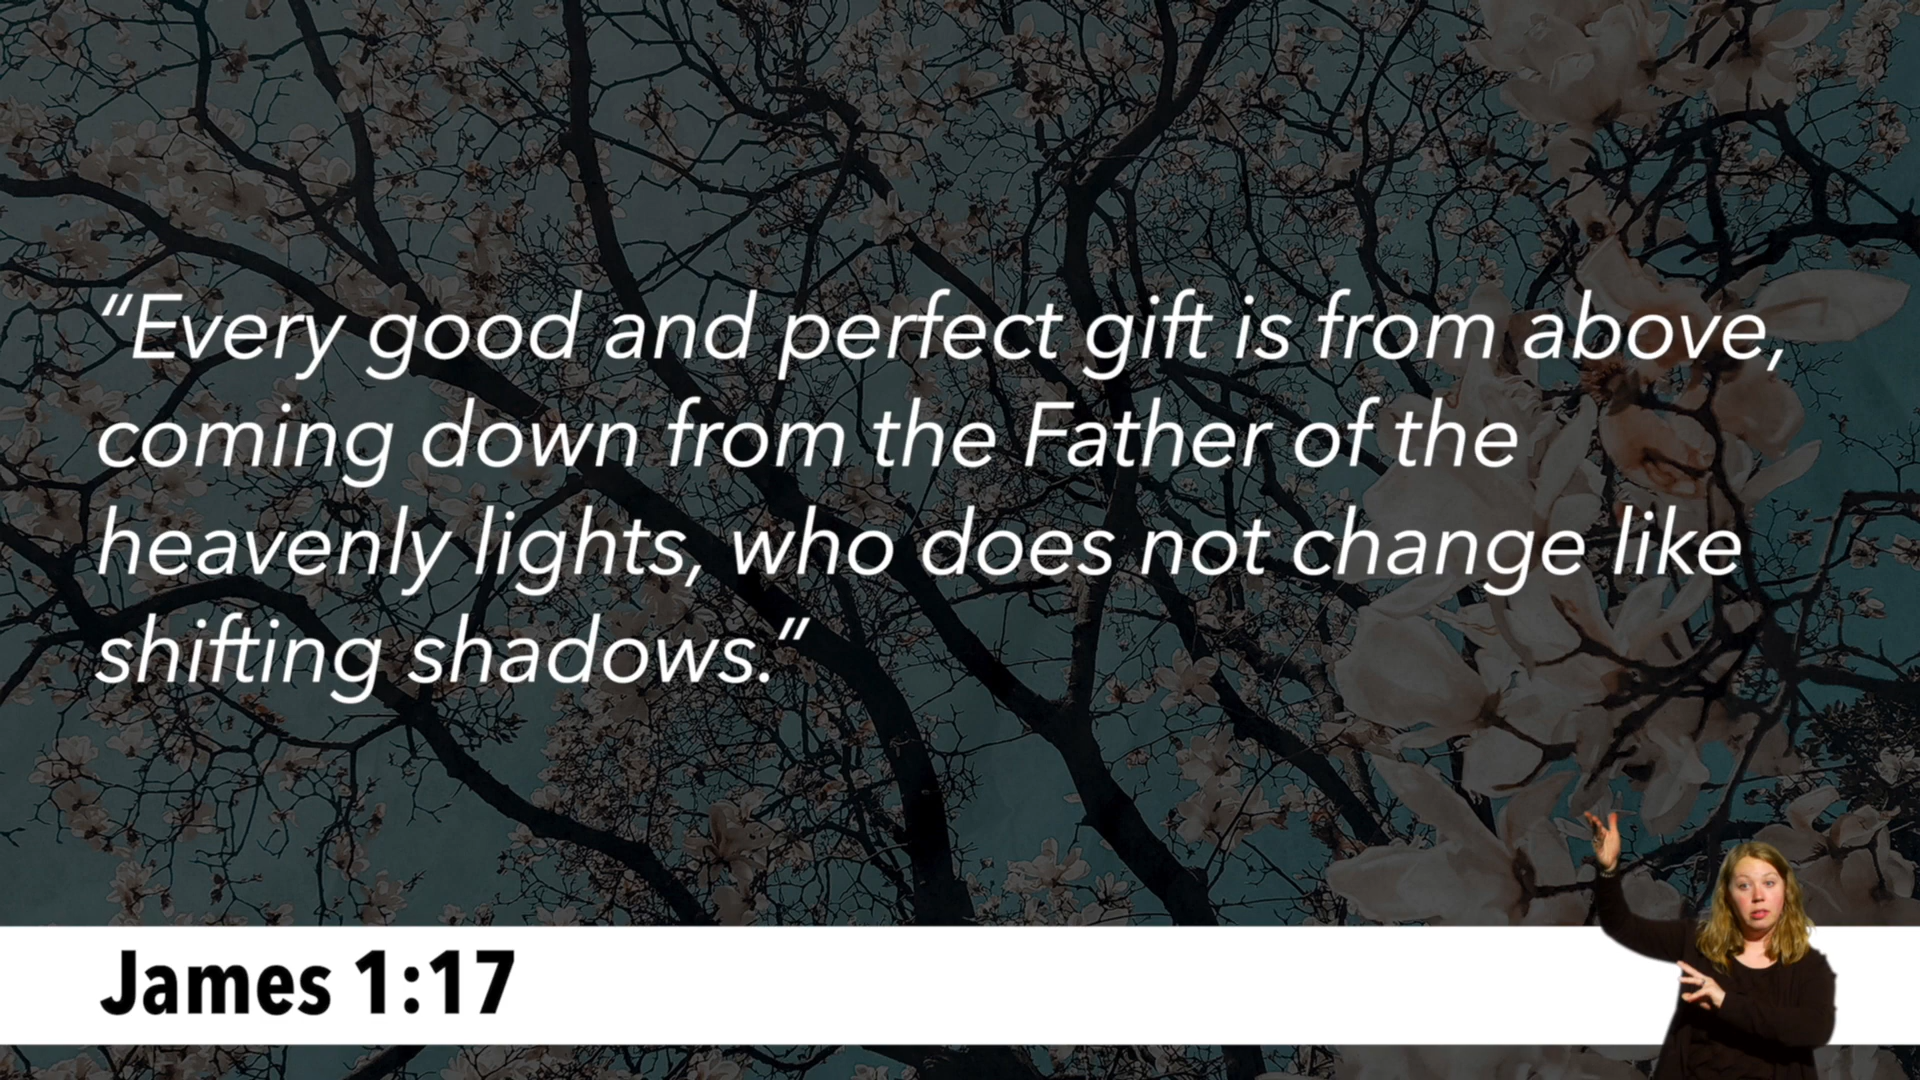 “Every good and perfect gift is from above,
coming down from the Father of the
heavenly lights, who does not change like
shifting shadows.”
James 1:17